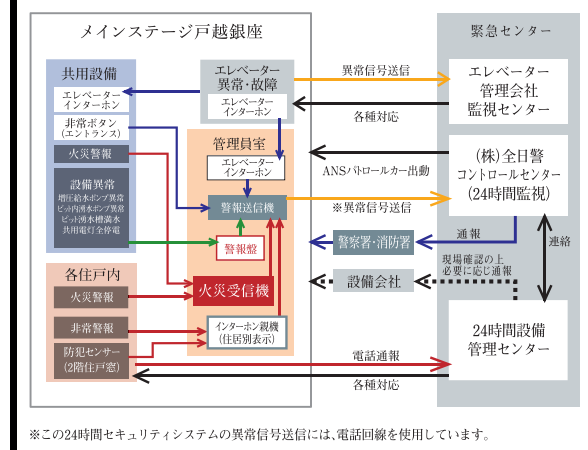 メインステージ戸越銀座
緊急センター
共用設備
エレベーター
インターホン
非常ボタン
(エントランス)
火災警報
設備異常
増圧給水ポンプ異常
ピット内湧水ポンプ異常
ピット湧水槽満水
共用電灯全停電
エレベーター
異常・故障
エレベーター
インターホン
管理員室
エレベーター
インターホン
警報送信機
警報盤
火災受信機
インターホン親機
(住居別表示)
各住戸内
火災警報
非常警報
防犯センサー
(2階住戸窓)
異常信号送信
各種対応
ANSパトロールカー出動
※異常信号送信
警察署・消防署
通報
設備会社
現場確認の上
必要に応じ通報
連絡
電話通報
各種対応
エレベーター
管理会社
監視センター
(株)全日警
コントロールセンター
(24時間監視)
24時間設備
管理センター
※この24時間セキュリティシステムの異常信号送信には、電話回線を使用しています。